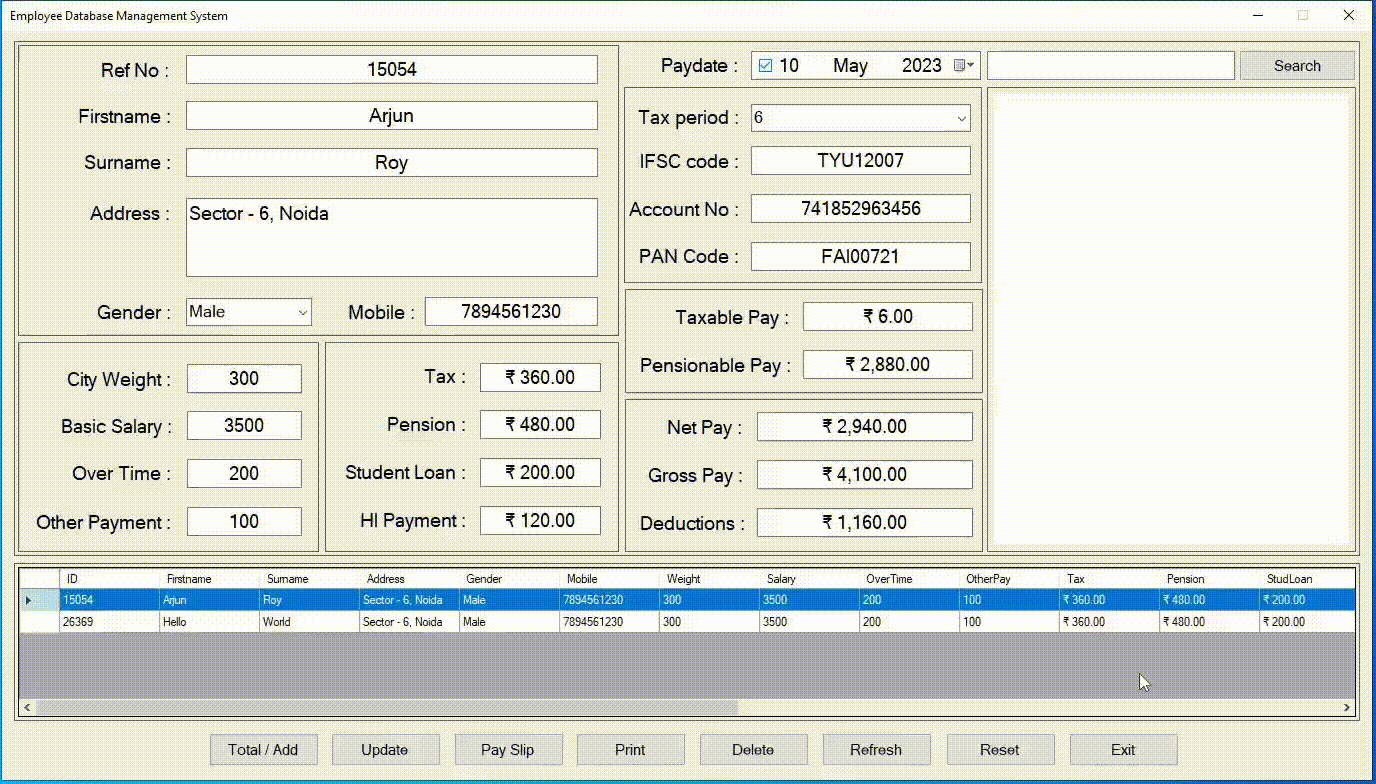 Employee Database Management System
Ref No : 15054
Firstname : Arjun
Surname : Roy
Address : Sector - 6, Noida
Gender : Male Mobile : 7894561230
Paydate : 10 May 2023 Search
Tax period : 6
IFSC code : TYU12007
Account No : 741852963456
PAN Code : FAI00721
Taxable Pay : ₹ 6.00
Pensionable Pay : ₹ 2,880.00
City Weight : 300
Basic Salary : 3500
Over Time : 200
Other Payment : 100
Tax : ₹ 360.00
Pension : ₹ 480.00
Student Loan : ₹ 200.00
HI Payment : ₹ 120.00
Net Pay : ₹ 2,940.00
Gross Pay : ₹ 4,100.00
Deductions : ₹ 1,160.00
ID Firstname Surname Address Gender Mobile Weight Salary OverTime OtherPay Tax Pension StudLoan
15054 Arjun Roy Sector - 6, Noida Male 7894561230 300 3500 200 100 ₹ 360.00 ₹ 480.00 ₹ 200.00
26369 Hello World Sector - 6, Noida Male 7894561230 300 3500 200 100 ₹ 360.00 ₹ 480.00 ₹ 200.00
Total / Add Update Pay Slip Print Delete Refresh Reset Exit